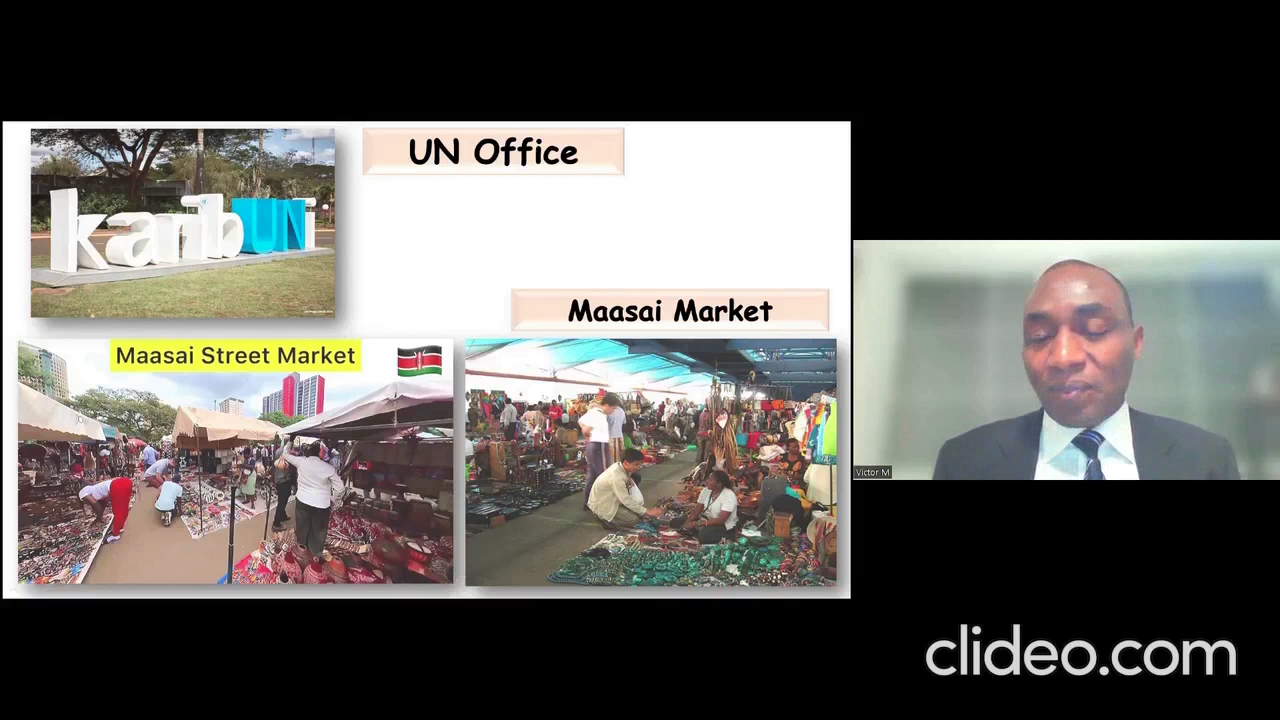 UN Office
karibUNi
Maasai Market
Maasai Street Market
Victor M
clideo.com